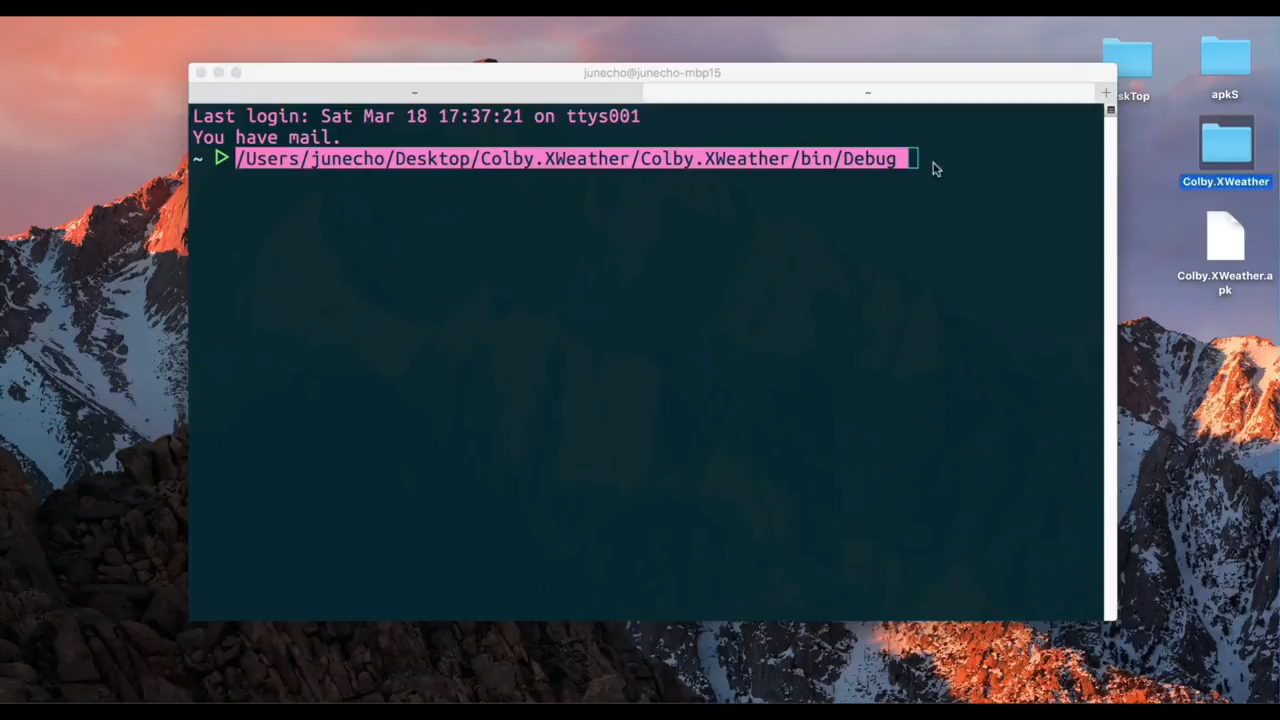 junecho@junecho-mbp15
~
~
+
Last login: Sat Mar 18 17:37:21 on ttys001
You have mail.
~ ▷ /Users/junecho/Desktop/Colby.XWeather/Colby.XWeather/bin/Debug
skTop
apkS
Colby.XWeather
Colby.XWeather.a
pk